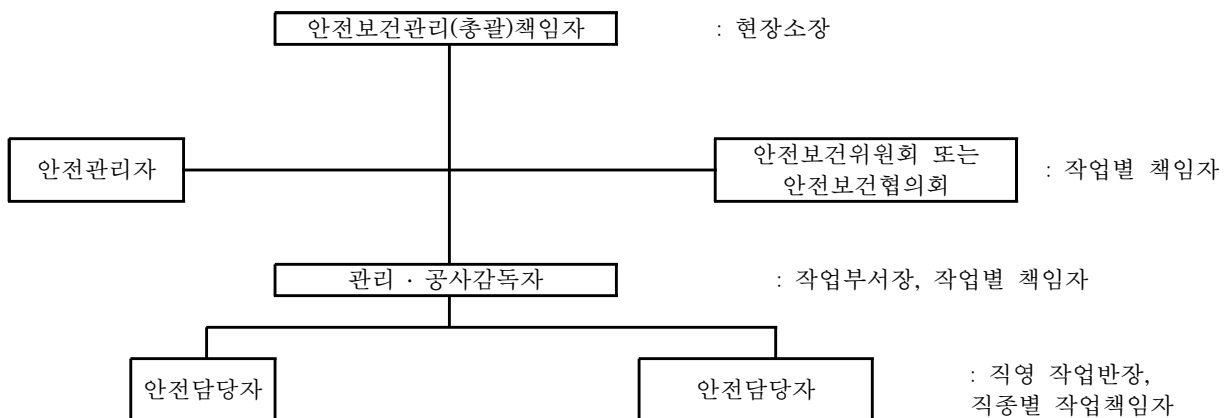 안전보건관리(총괄)책임자 : 현장소장
안전관리자
안전보건위원회 또는
안전보건협의회
: 작업별 책임자
관리 · 공사감독자 : 작업부서장, 작업별 책임자
안전담당자
안전담당자
: 직영 작업반장,
직종별 작업책임자